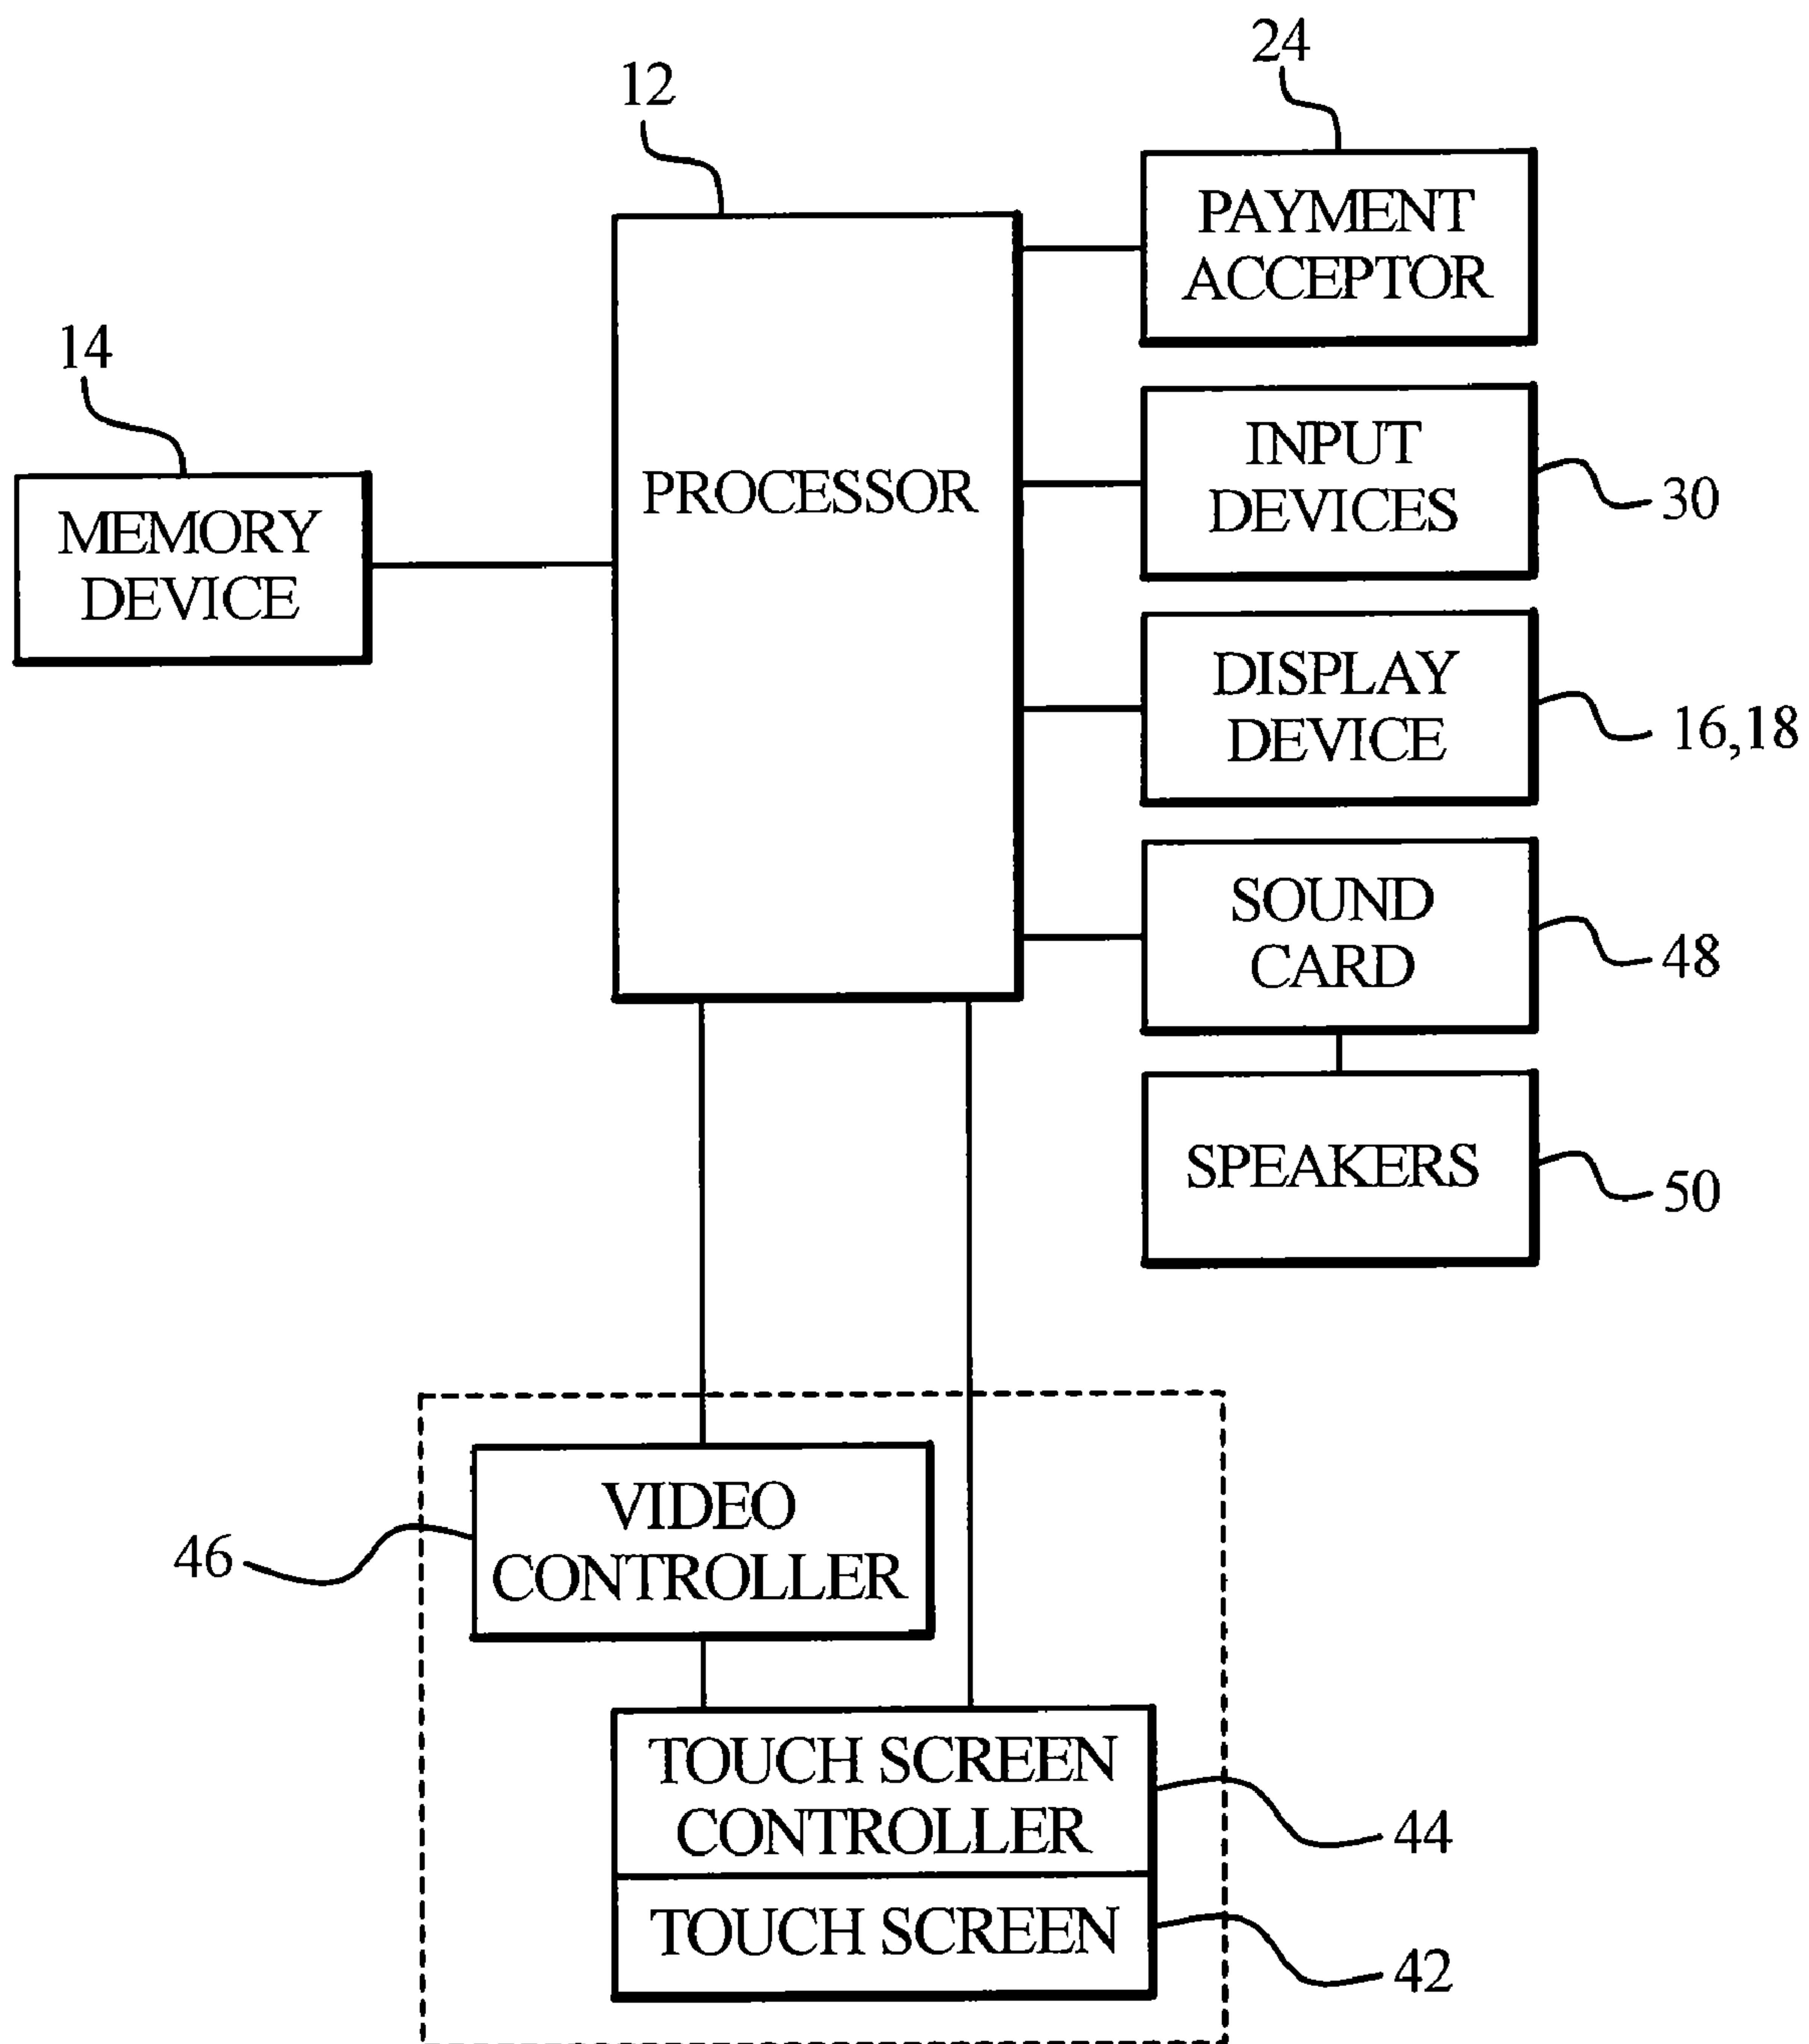 24
12
PAYMENT
ACCEPTOR
14
INPUT
DEVICES
30
PROCESSOR
MEMORY
DEVICE
DISPLAY
DEVICE
16,18
SOUND
CARD
48
SPEAKERS
50
VIDEO
CONTROLLER
46
TOUCH SCREEN
CONTROLLER
44
TOUCH SCREEN
42